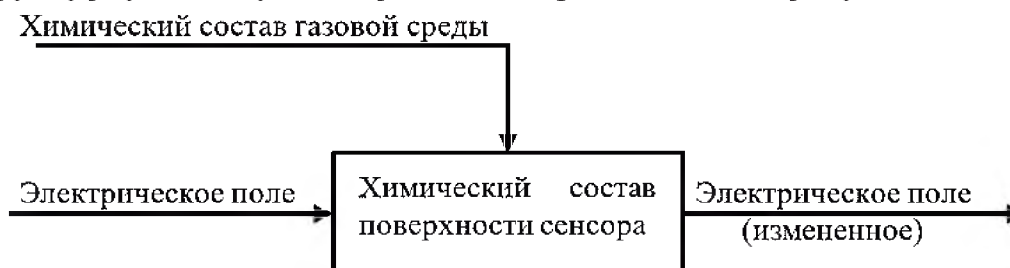 Химический состав газовой среды
Электрическое поле
Химический состав
поверхности сенсора
Электрическое поле
(измененное)